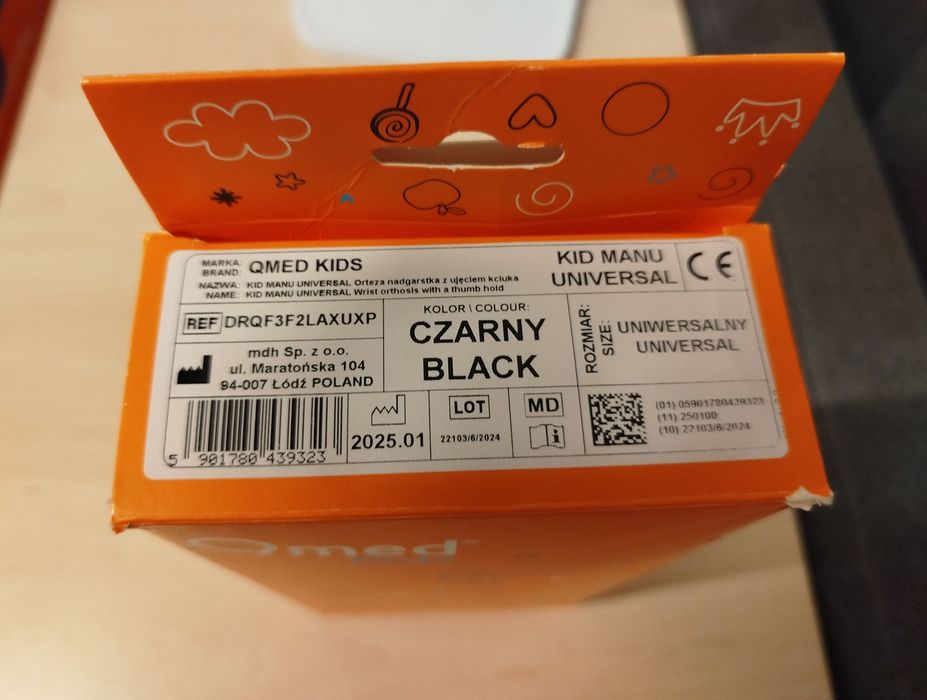 MARKA: QMED KIDS
BRAND:
KID MANU
UNIVERSAL
CE
NAZWA: KID MANU UNIVERSAL Orteza nadgarstka z ujęciem kciuka
NAME: KID MANU UNIVERSAL Wrist orthosis with a thumb hold
REF DRQF3F2LAXUXP
mdh Sp. z o.o.
ul. Maratońska 104
94-007 Łódź POLAND
KOLOR \ COLOUR:
CZARNY
BLACK
ROZMIAR:
SIZE:
UNIWERSALNY
UNIVERSAL
5 901780 439323
2025.01
LOT
22103/6/2024
MD
i
(01) 05901780439323
(11) 250100
(10) 22103/6/2024
Qmed